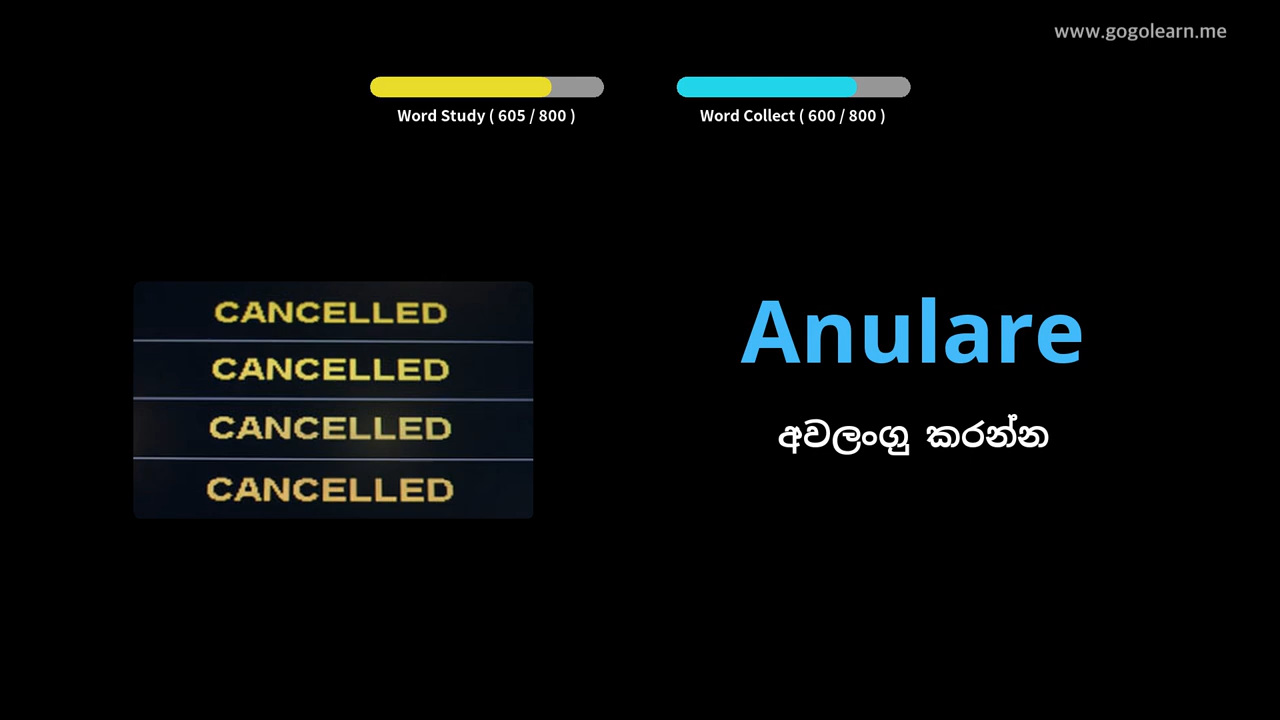 www.gogolearn.me
Word Study ( 605 / 800 )
Word Collect ( 600 / 800 )
CANCELLED
CANCELLED
CANCELLED
CANCELLED
Anulare
අවලංගු කරන්න